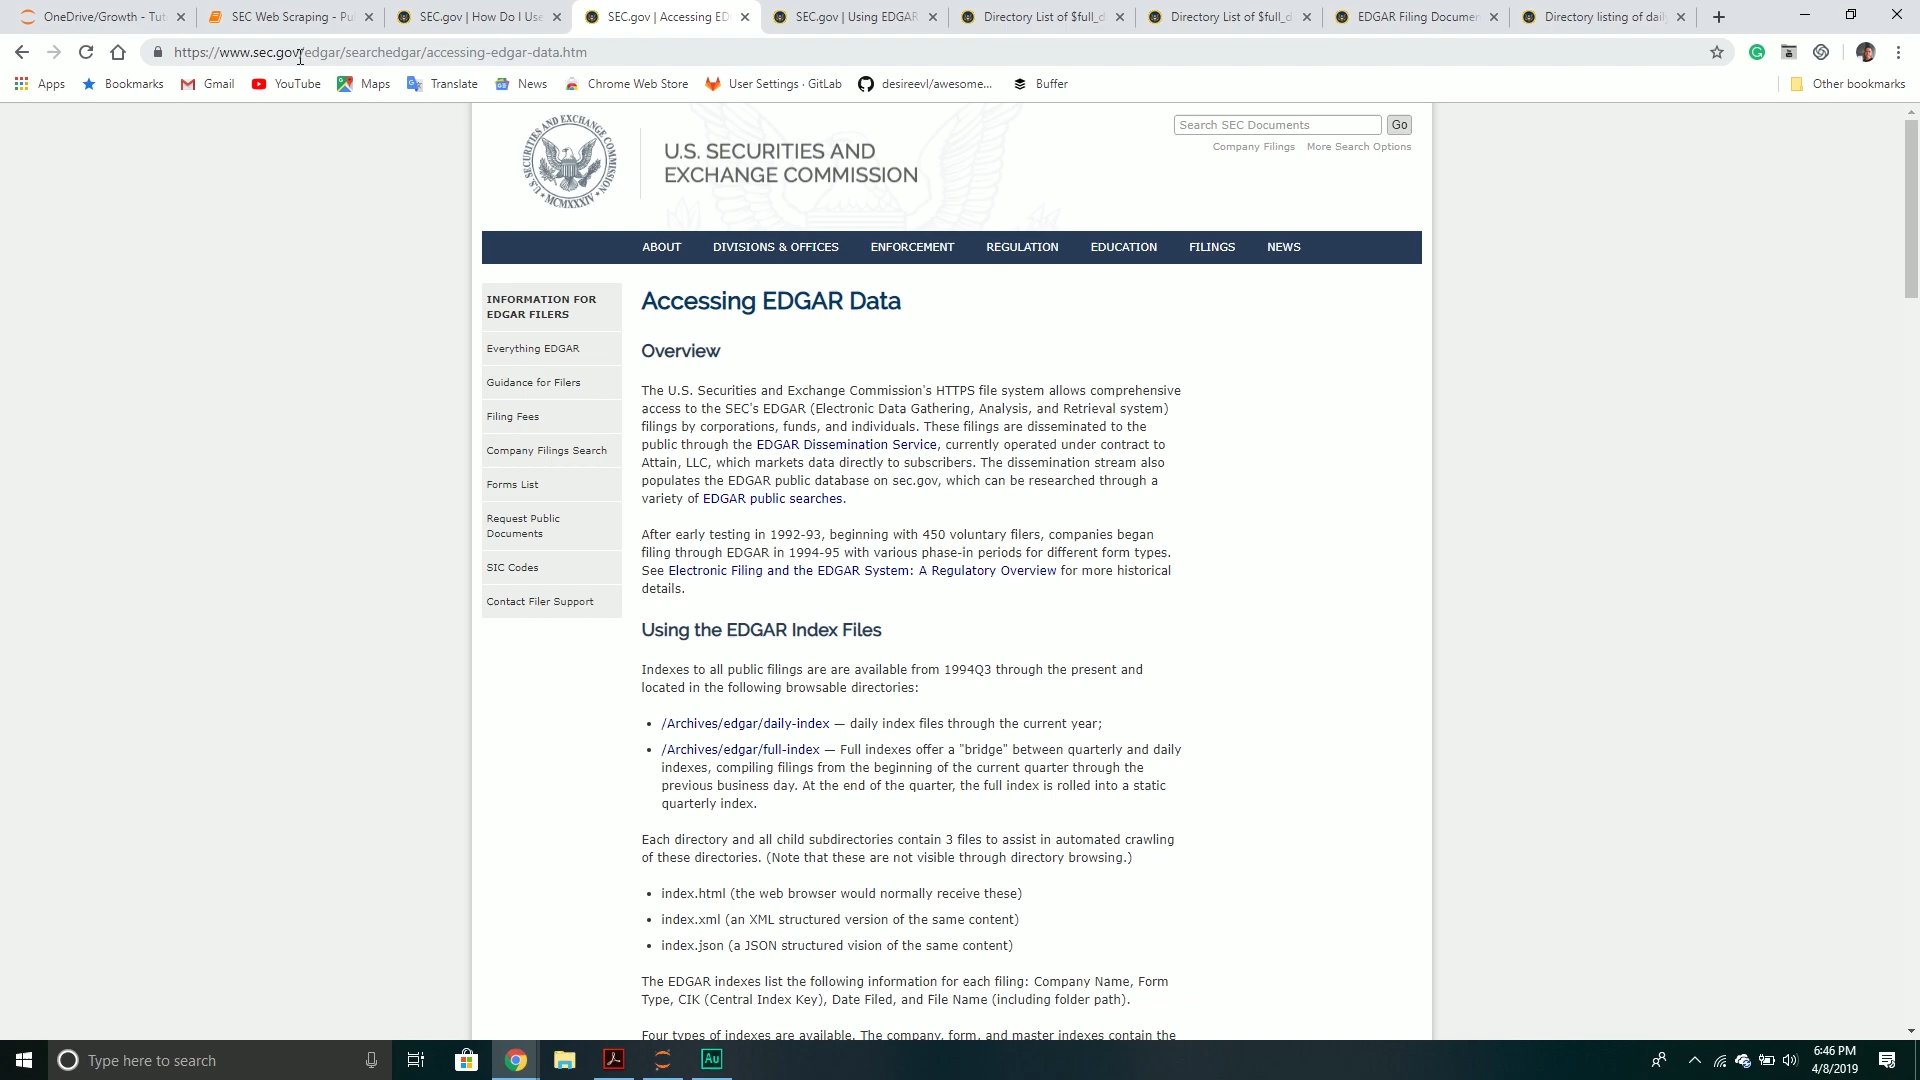 OneDrive/Growth - Tut
SEC Web Scraping - Pu
SEC.gov | How Do I Use
SEC.gov | Accessing ED
SEC.gov | Using EDGAR
Directory List of $full_d
Directory List of $full_d
EDGAR Filing Documen
Directory listing of dail
https://www.sec.gov/edgar/searchedgar/accessing-edgar-data.htm
Apps
Bookmarks
Gmail
YouTube
Maps
Translate
News
Chrome Web Store
User Settings · GitLab
desireevl/awesome...
Buffer
Other bookmarks
U.S. SECURITIES AND EXCHANGE COMMISSION
MCMXXXIV
U.S. SECURITIES AND
EXCHANGE COMMISSION
Search SEC Documents
Go
Company Filings
More Search Options
ABOUT
DIVISIONS & OFFICES
ENFORCEMENT
REGULATION
EDUCATION
FILINGS
NEWS
INFORMATION FOR
EDGAR FILERS
Everything EDGAR
Guidance for Filers
Filing Fees
Company Filings Search
Forms List
Request Public
Documents
SIC Codes
Contact Filer Support
Accessing EDGAR Data
Overview
The U.S. Securities and Exchange Commission's HTTPS file system allows comprehensive
access to the SEC's EDGAR (Electronic Data Gathering, Analysis, and Retrieval system)
filings by corporations, funds, and individuals. These filings are disseminated to the
public through the EDGAR Dissemination Service, currently operated under contract to
Attain, LLC, which markets data directly to subscribers. The dissemination stream also
populates the EDGAR public database on sec.gov, which can be researched through a
variety of EDGAR public searches.
After early testing in 1992-93, beginning with 450 voluntary filers, companies began
filing through EDGAR in 1994-95 with various phase-in periods for different form types.
See Electronic Filing and the EDGAR System: A Regulatory Overview for more historical
details.
Using the EDGAR Index Files
Indexes to all public filings are are available from 1994Q3 through the present and
located in the following browsable directories:
• /Archives/edgar/daily-index — daily index files through the current year;
• /Archives/edgar/full-index — Full indexes offer a "bridge" between quarterly and daily
indexes, compiling filings from the beginning of the current quarter through the
previous business day. At the end of the quarter, the full index is rolled into a static
quarterly index.
Each directory and all child subdirectories contain 3 files to assist in automated crawling
of these directories. (Note that these are not visible through directory browsing.)
• index.html (the web browser would normally receive these)
• index.xml (an XML structured version of the same content)
• index.json (a JSON structured vision of the same content)
The EDGAR indexes list the following information for each filing: Company Name, Form
Type, CIK (Central Index Key), Date Filed, and File Name (including folder path).
Four types of indexes are available. The company, form, and master indexes contain the
Type here to search
Au
6:46 PM
4/8/2019